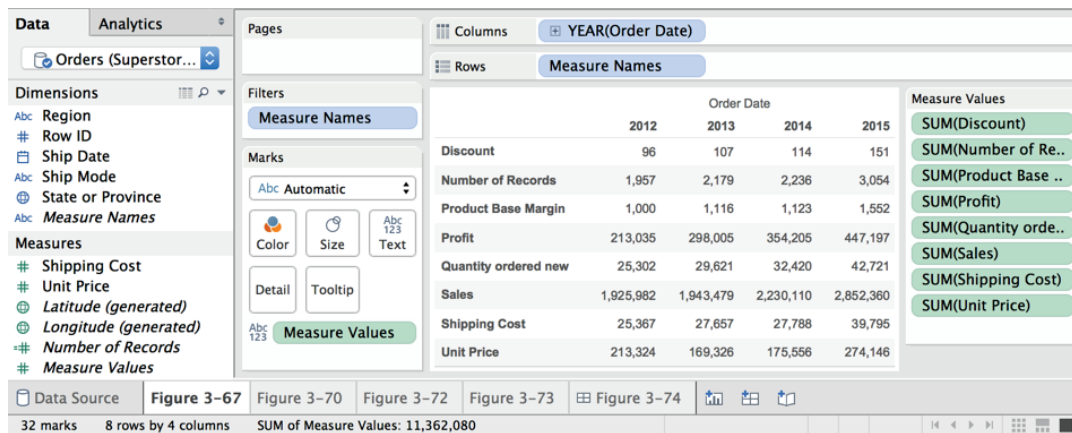 Data Analytics
Orders (Superstor...
Dimensions
Abc Region
# Row ID
Ship Date
Abc Ship Mode
State or Province
Abc Measure Names
Measures
# Shipping Cost
# Unit Price
Latitude (generated)
Longitude (generated)
=# Number of Records
# Measure Values
Pages
Filters
Measure Names
Marks
Abc Automatic
Color Size Abc 123 Text
Detail Tooltip
Abc 123 Measure Values
Columns YEAR(Order Date)
Rows Measure Names
Order Date
2012 2013 2014 2015
Discount 96 107 114 151
Number of Records 1,957 2,179 2,236 3,054
Product Base Margin 1,000 1,116 1,123 1,552
Profit 213,035 298,005 354,205 447,197
Quantity ordered new 25,302 29,621 32,420 42,721
Sales 1,925,982 1,943,479 2,230,110 2,852,360
Shipping Cost 25,367 27,657 27,788 39,795
Unit Price 213,324 169,326 175,556 274,146
Measure Values
SUM(Discount)
SUM(Number of Re..
SUM(Product Base ..
SUM(Profit)
SUM(Quantity orde..
SUM(Sales)
SUM(Shipping Cost)
SUM(Unit Price)
Data Source Figure 3-67 Figure 3-70 Figure 3-72 Figure 3-73 Figure 3-74
32 marks 8 rows by 4 columns SUM of Measure Values: 11,362,080